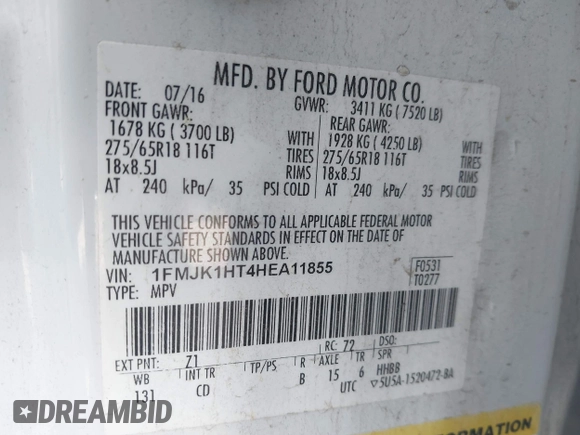 MFD. BY FORD MOTOR CO.
DATE: 07/16 GVWR: 3411 KG ( 7520 LB)
FRONT GAWR: REAR GAWR:
1678 KG ( 3700 LB) WITH 1928 KG ( 4250 LB) WITH
275/65R18 116T TIRES 275/65R18 116T TIRES
18x8.5J RIMS 18x8.5J RIMS
AT 240 kPa/ 35 PSI COLD AT 240 kPa/ 35 PSI COLD
THIS VEHICLE CONFORMS TO ALL APPLICABLE FEDERAL MOTOR
VEHICLE SAFETY STANDARDS IN EFFECT ON THE DATE OF
MANUFACTURE SHOWN ABOVE.
VIN: 1FMJK1HT4HEA11855 F0531
TYPE: MPV T0277
EXT PNT: Z1 RC: 72 DSO:
WB INT TR TP/PS R AXLE TR SPR
131 CD B 15 6 HHBB
UTC ▽5U5A-1520472-BA
FORMATION
DREAMBID